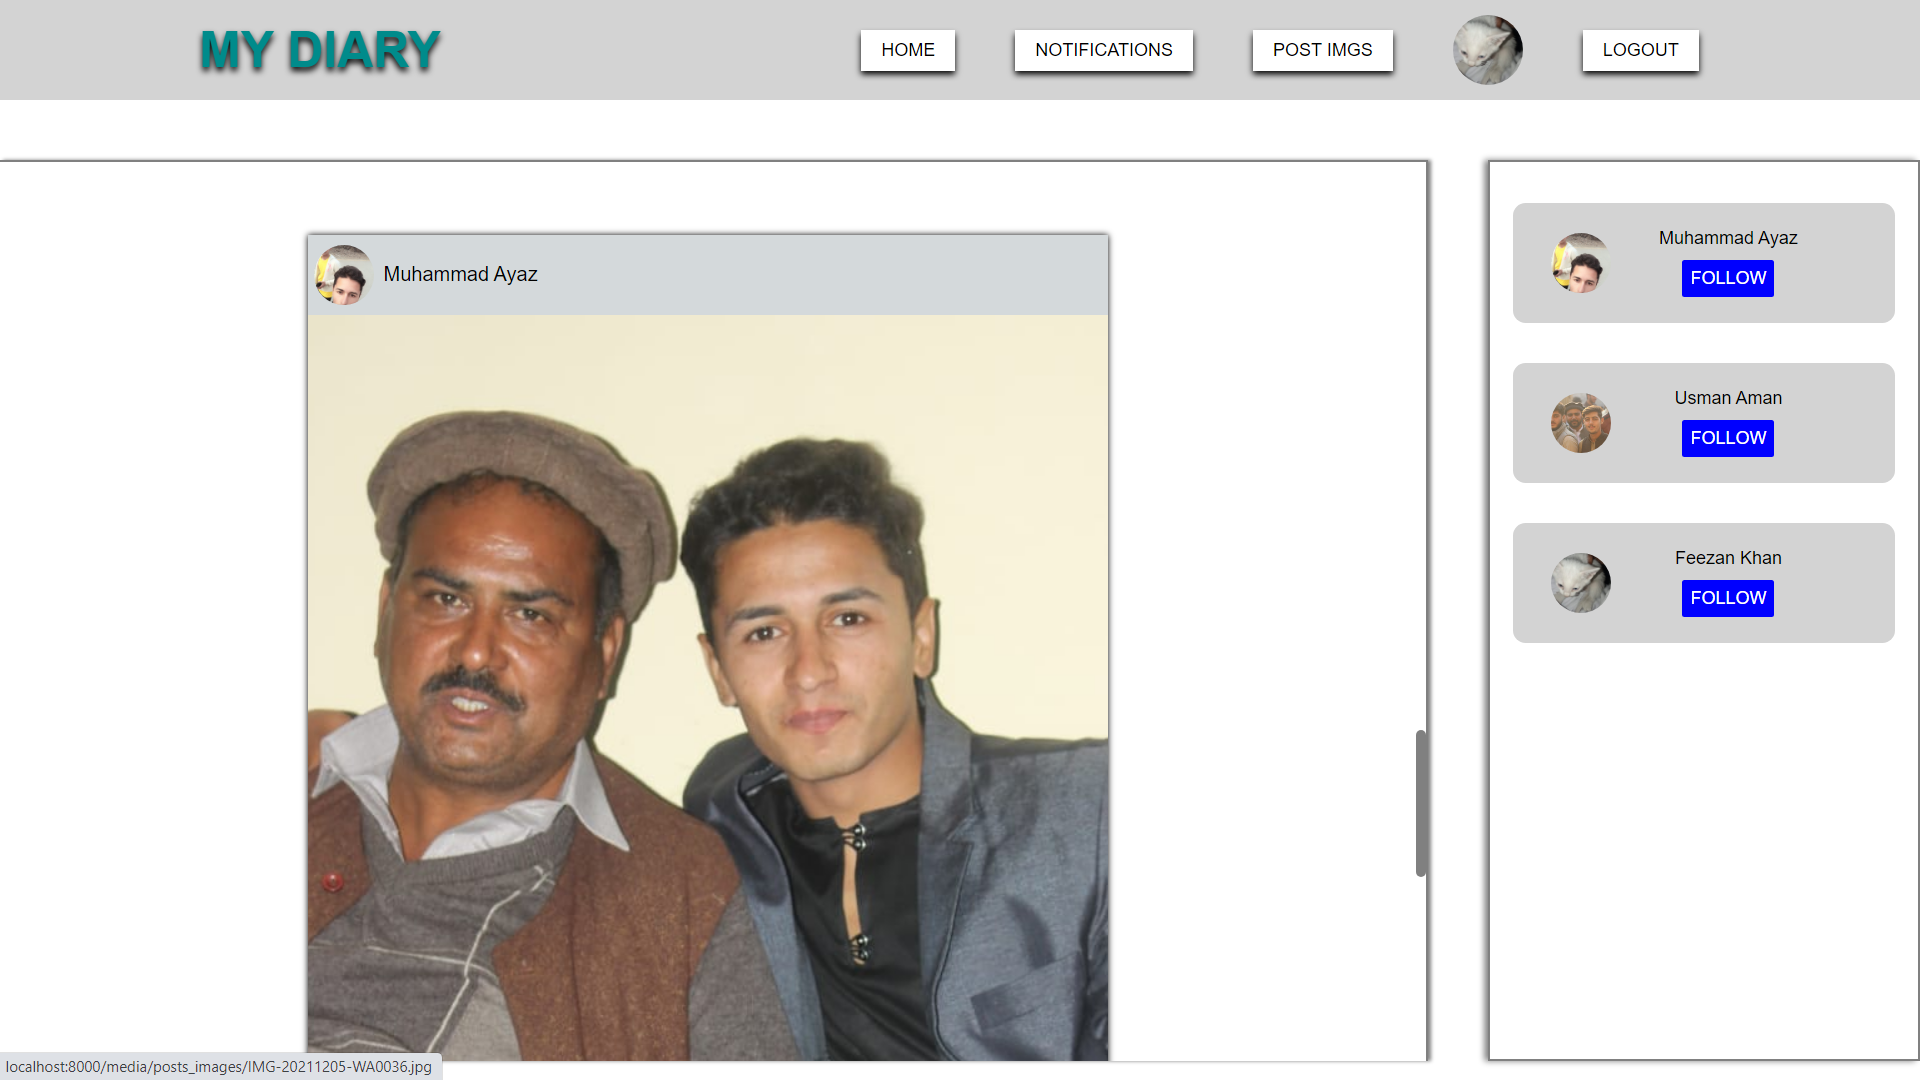 MY DIARY
HOME
NOTIFICATIONS
POST IMGS
LOGOUT
Muhammad Ayaz
Muhammad Ayaz
FOLLOW
Usman Aman
FOLLOW
Feezan Khan
FOLLOW
localhost:8000/media/posts_images/IMG-20211205-WA0036.jpg